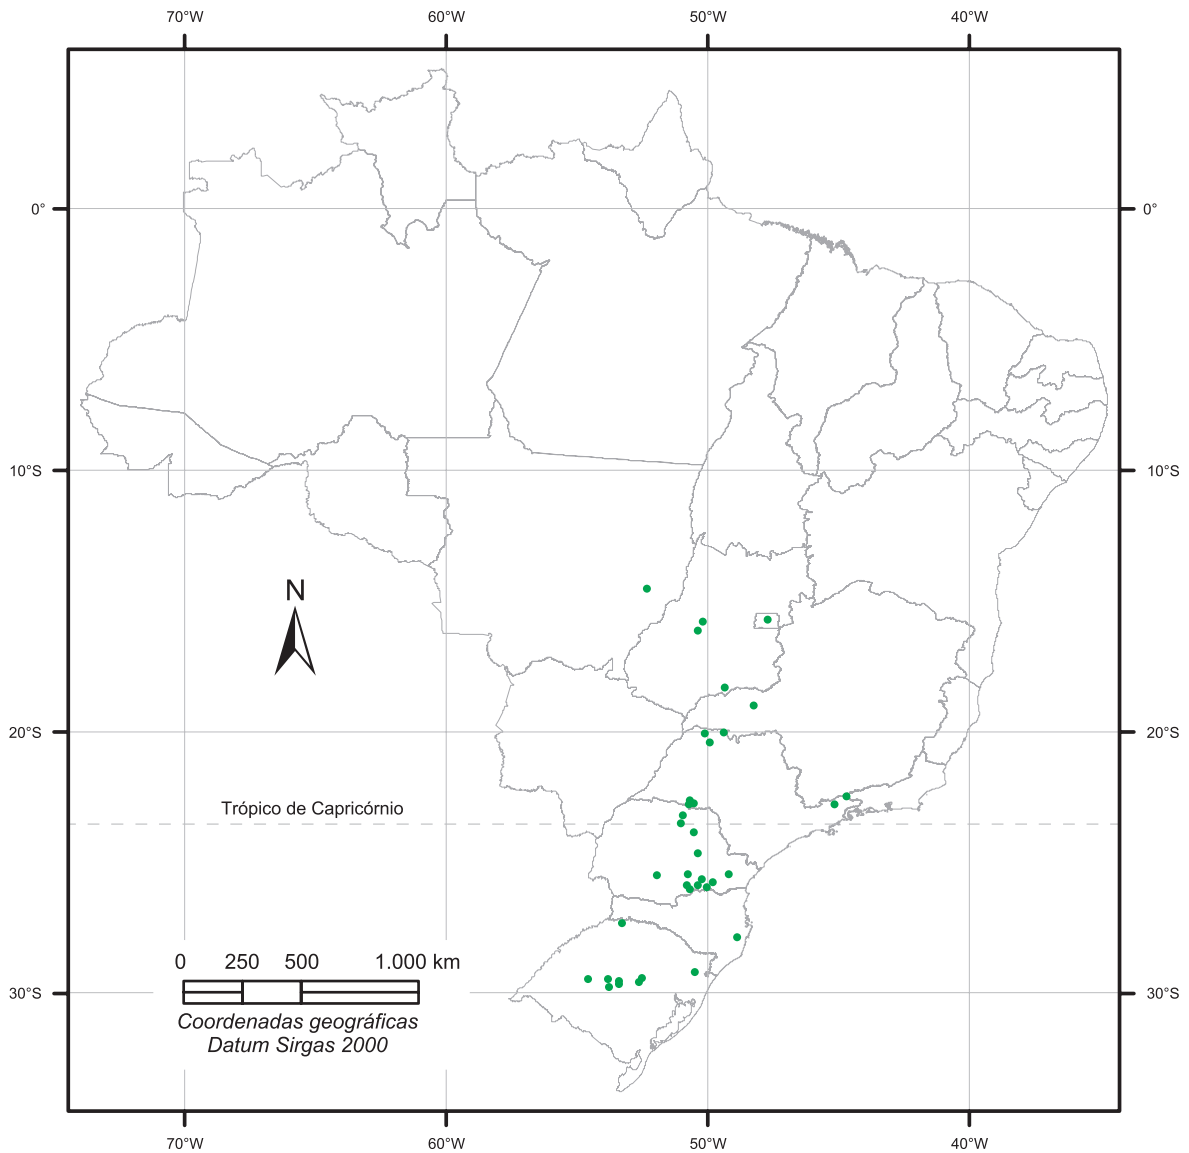 70°W 60°W 50°W 40°W
0° 0°
10°S 10°S
N
20°S 20°S
Trópico de Capricórnio
0 250 500 1.000 km
30°S 30°S
Coordenadas geográficas
Datum Sirgas 2000
70°W 60°W 50°W 40°W